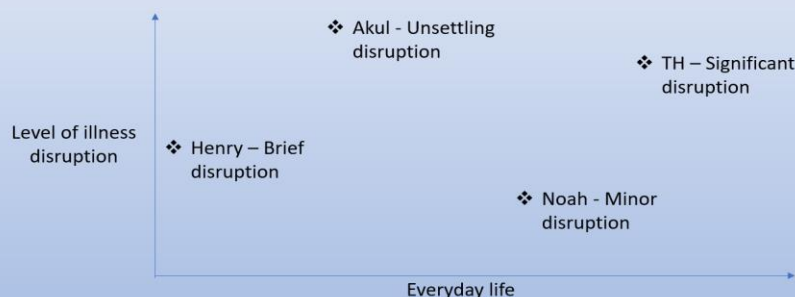 ❖ Akul - Unsettling
disruption
❖ TH – Significant
disruption
Level of illness
disruption
❖ Henry – Brief
disruption
❖ Noah - Minor
disruption
Everyday life